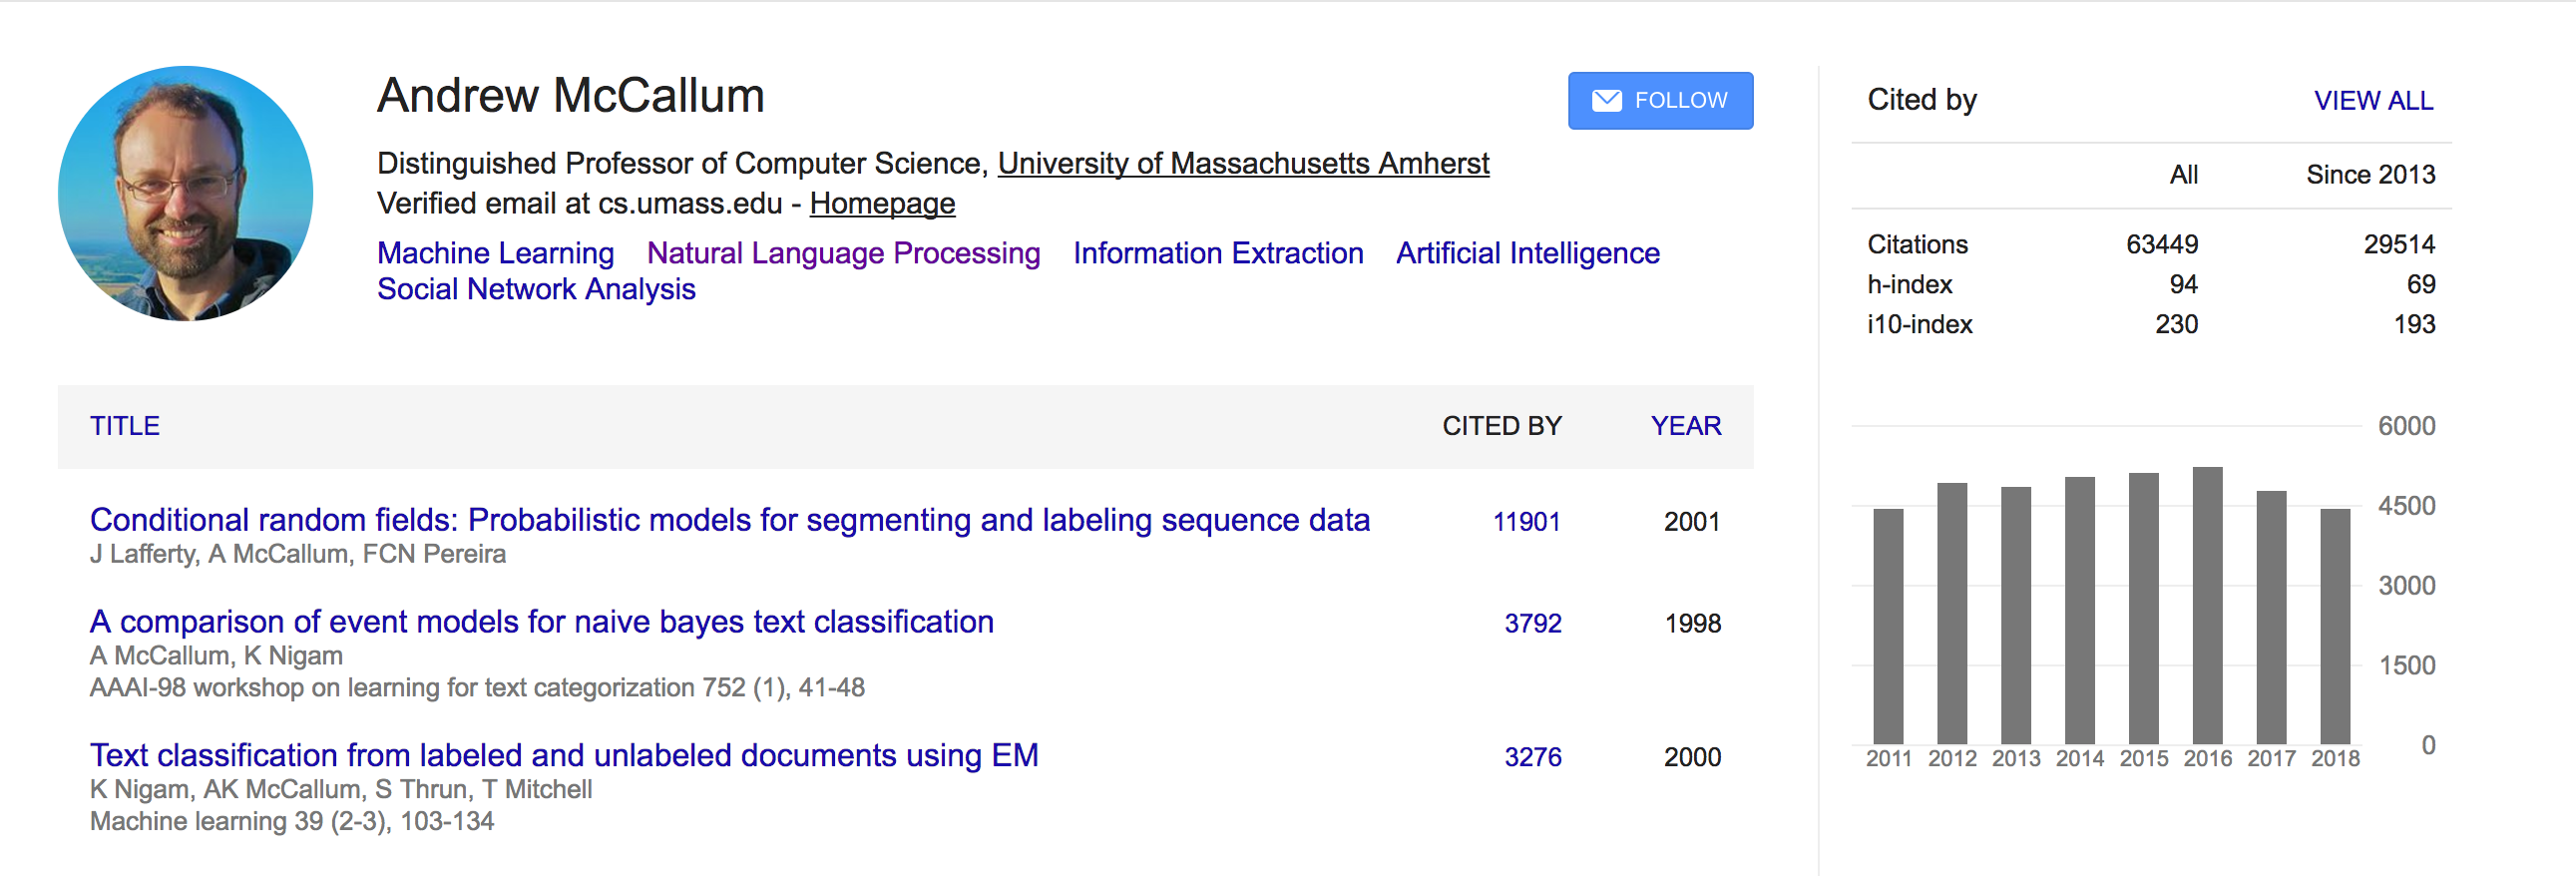 Andrew McCallum
FOLLOW
Distinguished Professor of Computer Science, University of Massachusetts Amherst
Verified email at cs.umass.edu - Homepage
Machine Learning Natural Language Processing Information Extraction Artificial Intelligence
Social Network Analysis
TITLE CITED BY YEAR
Conditional random fields: Probabilistic models for segmenting and labeling sequence data 11901 2001
J Lafferty, A McCallum, FCN Pereira
A comparison of event models for naive bayes text classification 3792 1998
A McCallum, K Nigam
AAAI-98 workshop on learning for text categorization 752 (1), 41-48
Text classification from labeled and unlabeled documents using EM 3276 2000
K Nigam, AK McCallum, S Thrun, T Mitchell
Machine learning 39 (2-3), 103-134
Cited by VIEW ALL
All Since 2013
Citations 63449 29514
h-index 94 69
i10-index 230 193
6000
4500
3000
1500
0
2011 2012 2013 2014 2015 2016 2017 2018